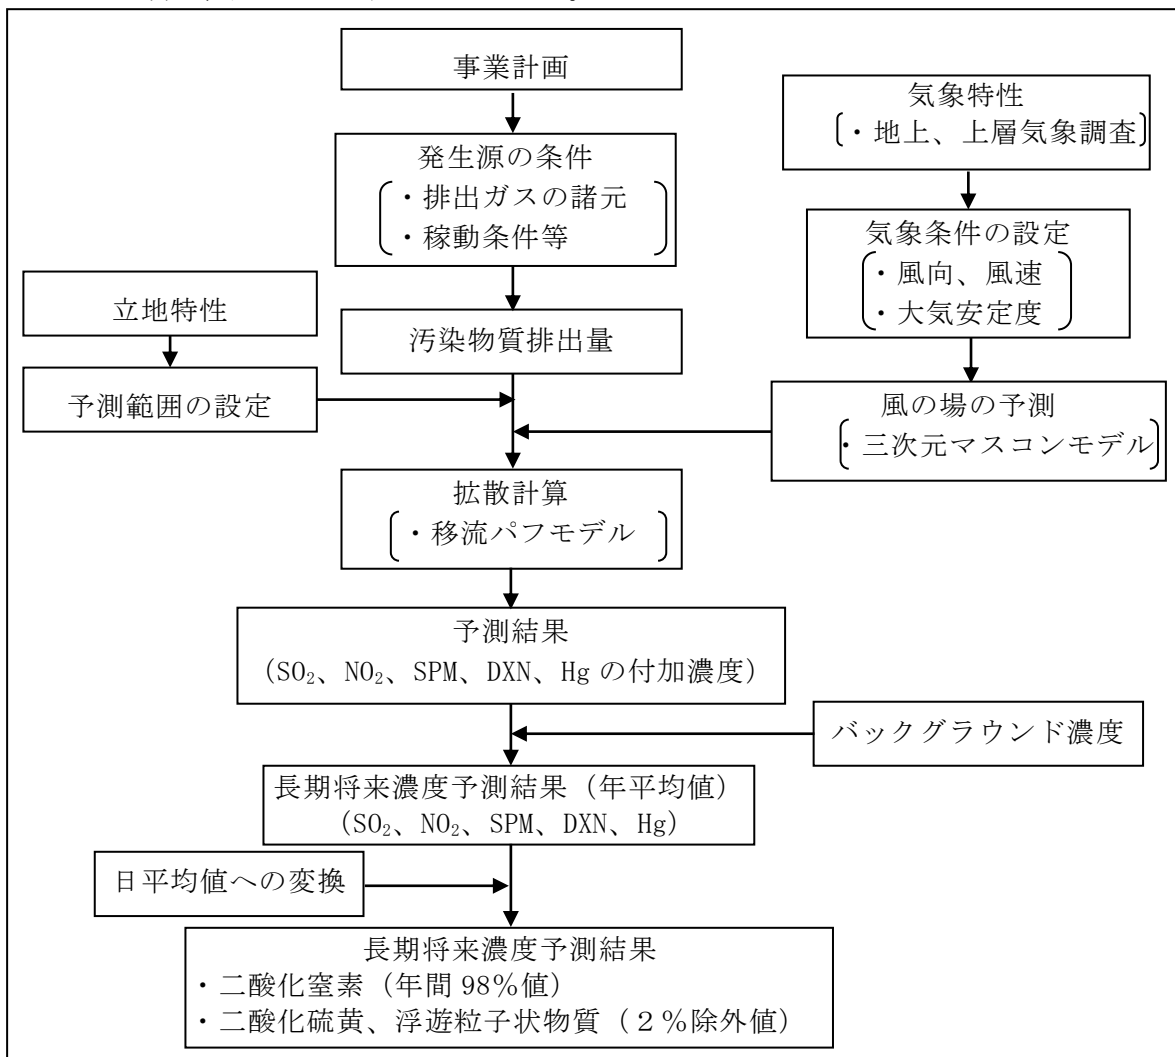 事業計画
気象特性
・地上、上層気象調査
発生源の条件
・排出ガスの諸元
・稼動条件等
気象条件の設定
・風向、風速
・大気安定度
立地特性
汚染物質排出量
予測範囲の設定
風の場の予測
・三次元マスコンモデル
拡散計算
・移流パフモデル
予測結果
（SO₂、NO₂、SPM、DXN、Hg の付加濃度）
バックグラウンド濃度
長期将来濃度予測結果（年平均値）
（SO₂、NO₂、SPM、DXN、Hg）
日平均値への変換
長期将来濃度予測結果
・二酸化窒素（年間 98%値）
・二酸化硫黄、浮遊粒子状物質（２％除外値）